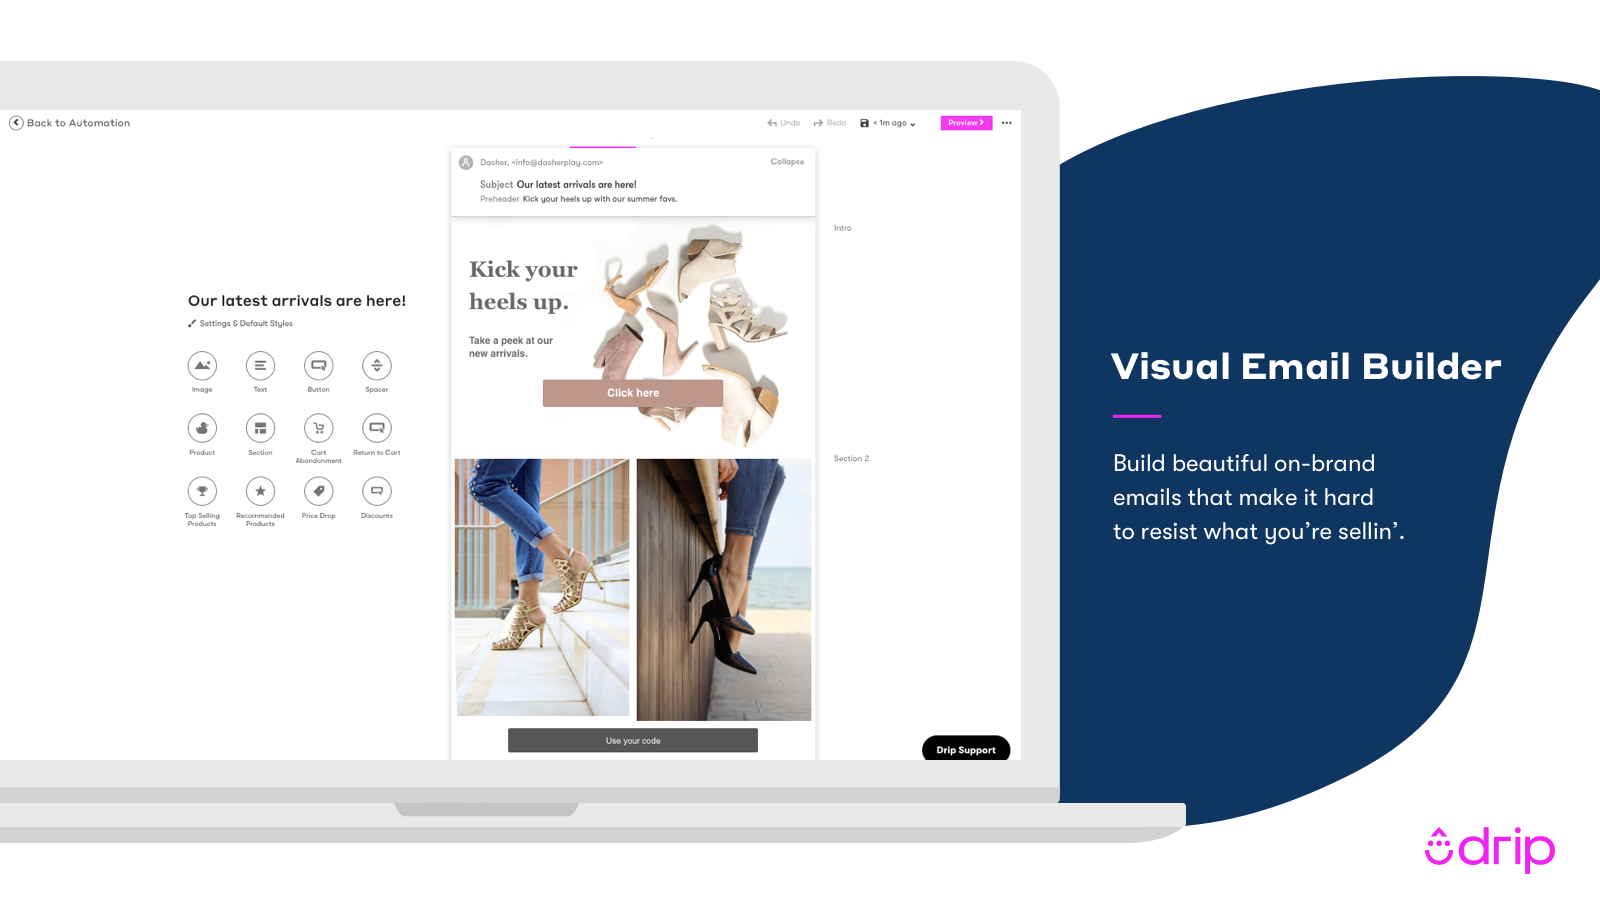 Back to Automation
Undo
Redo
< 1m ago
Preview
Dasher, <info@dasherplay.com>
Collapse
Subject Our latest arrivals are here!
Preheader Kick your heels up with our summer favs.
Intro
Kick your
heels up.
Take a peek at our
new arrivals.
Click here
Our latest arrivals are here!
Settings & Default Styles
Image
Text
Button
Spacer
Product
Section
Cart
Abandonment
Return to Cart
Top Selling
Products
Recommended
Products
Price Drop
Discounts
Section 2
Use your code
Drip Support
Visual Email Builder
Build beautiful on-brand
emails that make it hard
to resist what you’re sellin’.
drip